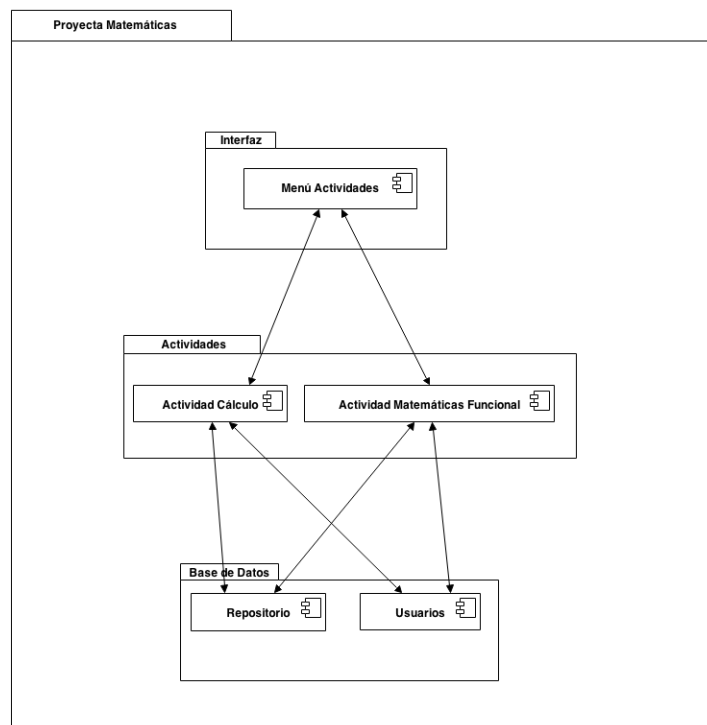 Proyecta Matemáticas
Interfaz
Menú Actividades
Actividades
Actividad Cálculo
Actividad Matemáticas Funcional
Base de Datos
Repositorio
Usuarios